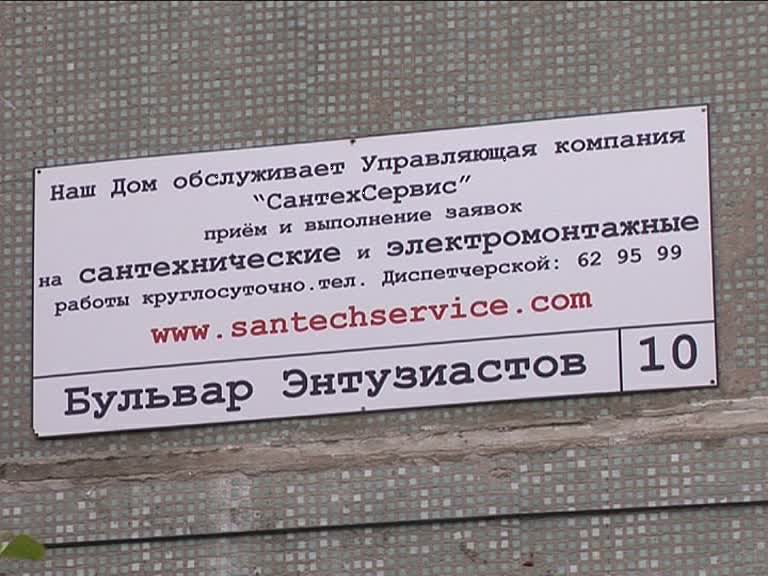 Наш Дом обслуживает Управляющая компания
“СантехСервис”
приём и выполнение заявок
на сантехнические и электромонтажные
работы круглосуточно.тел. Диспетчерской: 62 95 99
www.santechservice.com
Бульвар Энтузиастов 10